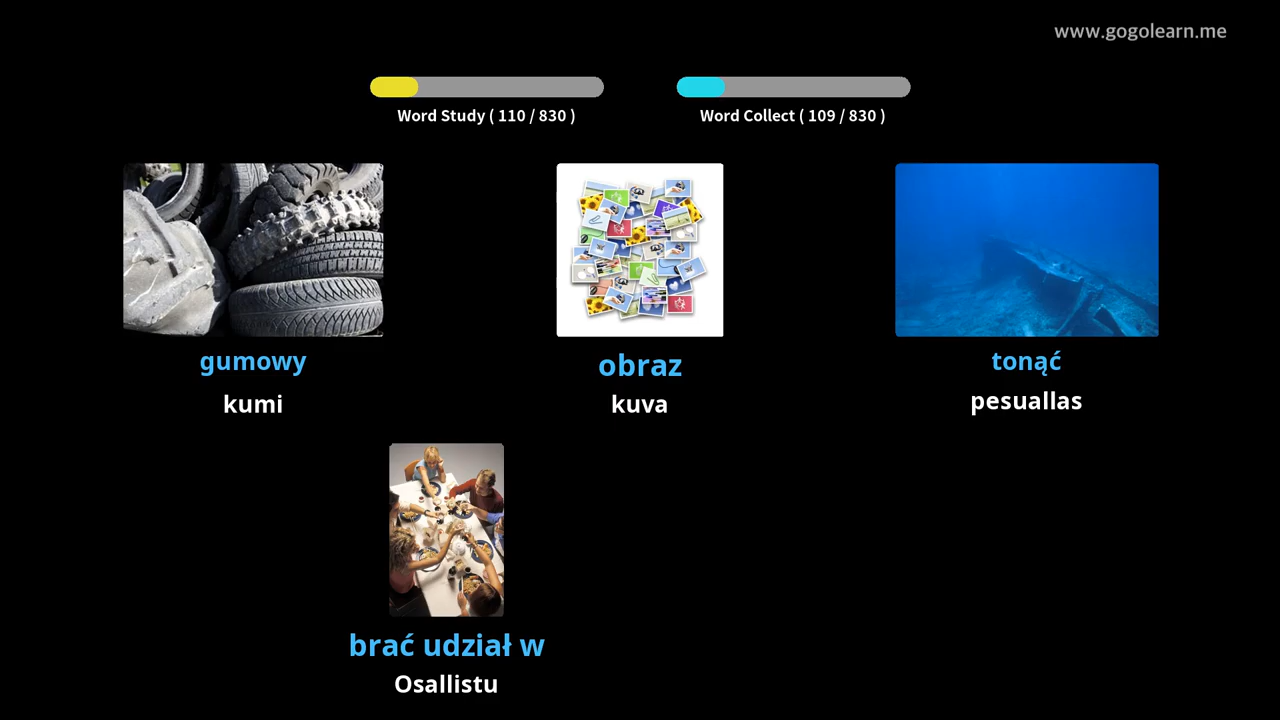 www.gogolearn.me
Word Study ( 110 / 830 )
Word Collect ( 109 / 830 )
gumowy
kumi
obraz
kuva
tonąć
pesuallas
brać udział w
Osallistu